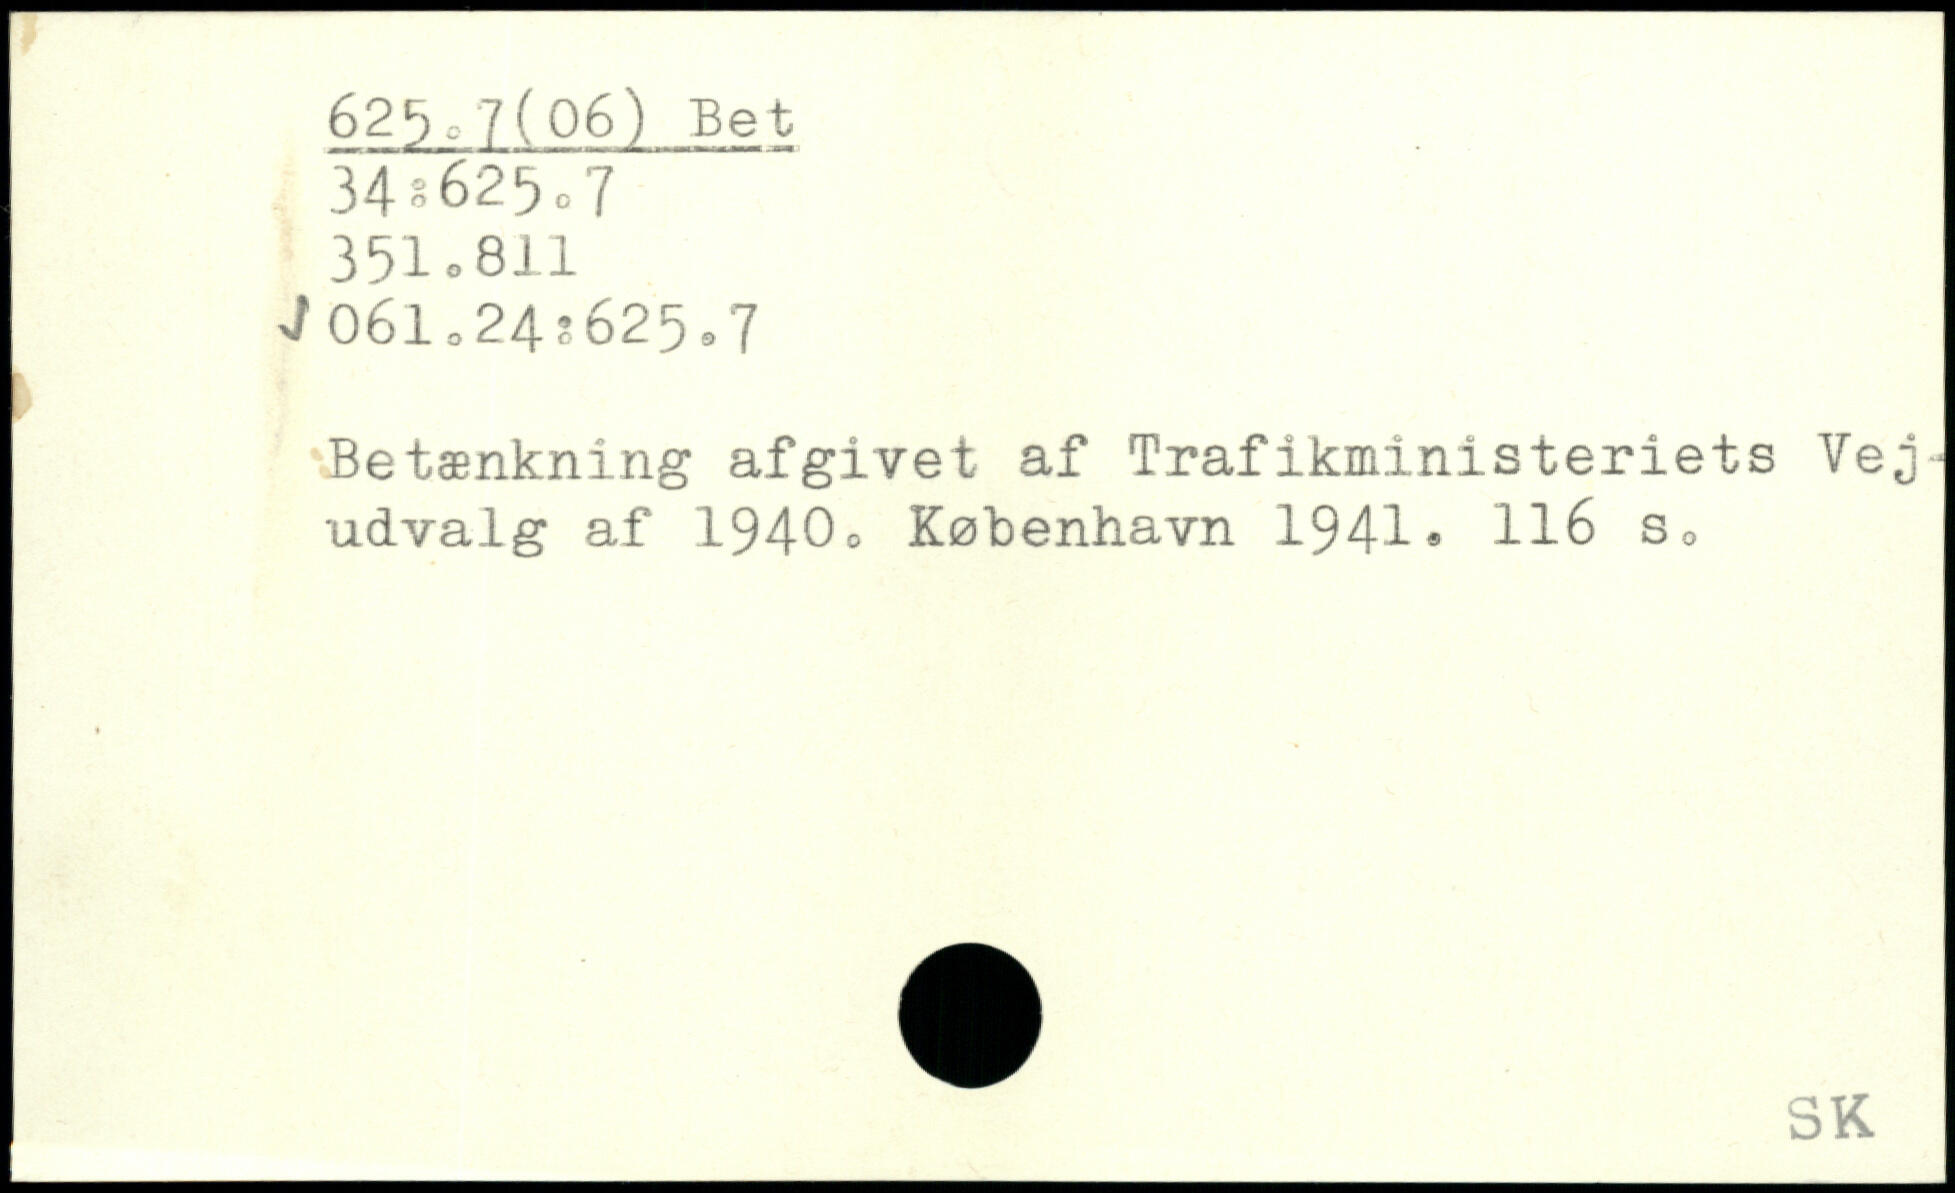 625.7(06) Bet
34:625.7
351.811
✓061.24:625.7
Betænkning afgivet af Trafikministeriets Vej-
udvalg af 1940. København 1941. 116 s.
SK